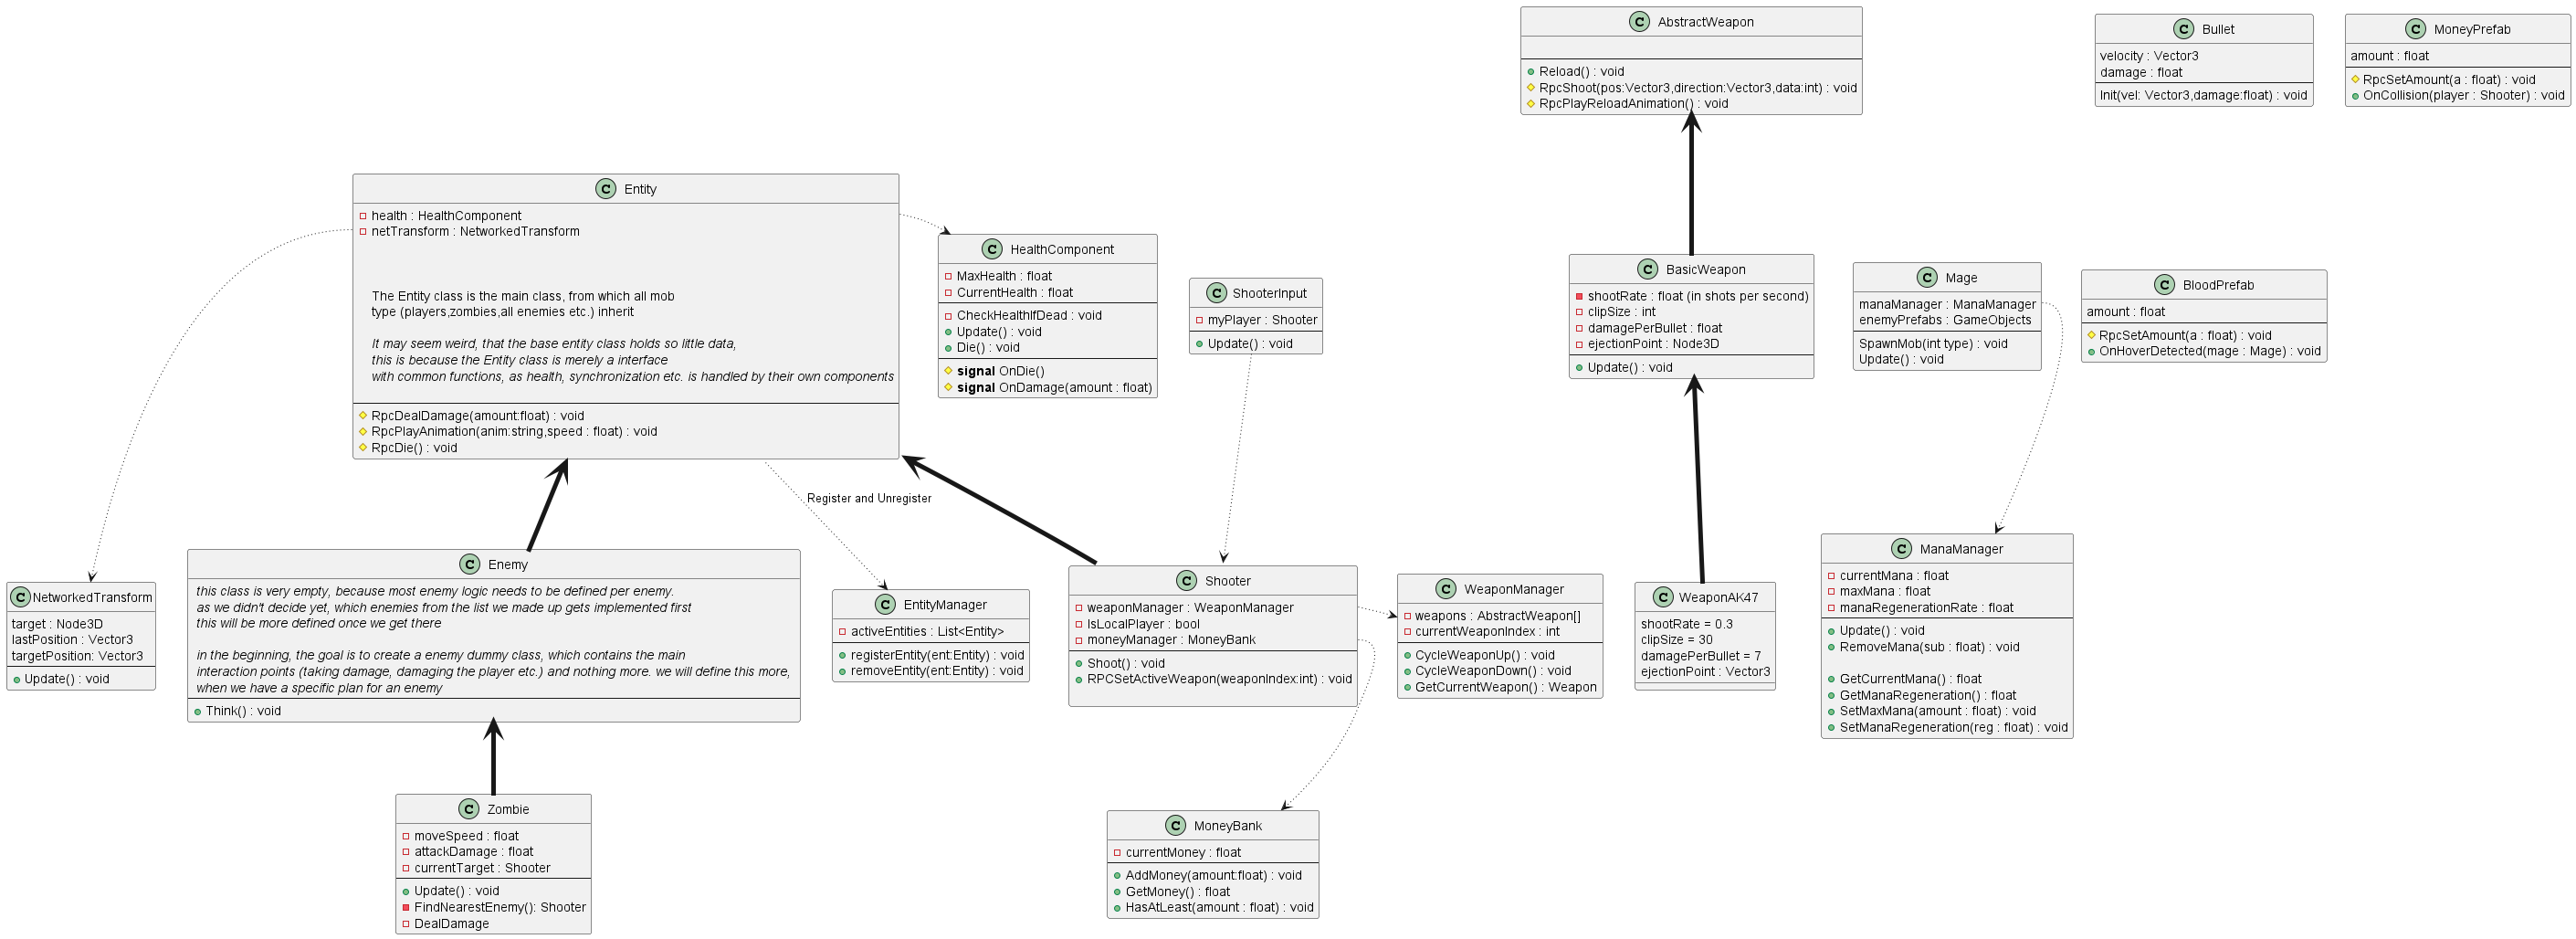 AbstractWeapon
Reload() : void
RpcShoot(pos:Vector3,direction:Vector3,data:int) : void
RpcPlayReloadAnimation() : void
Bullet
velocity : Vector3
damage : float
Init(vel: Vector3,damage:float) : void
MoneyPrefab
amount : float
RpcSetAmount(a : float) : void
OnCollision(player : Shooter) : void
Entity
health : HealthComponent
netTransform : NetworkedTransform
The Entity class is the main class, from which all mob
type (players,zombies,all enemies etc.) inherit
It may seem weird, that the base entity class holds so little data,
this is because the Entity class is merely a interface
with common functions, as health, synchronization etc. is handled by their own components
RpcDealDamage(amount:float) : void
RpcPlayAnimation(anim:string,speed : float) : void
RpcDie() : void
HealthComponent
MaxHealth : float
CurrentHealth : float
CheckHealthIfDead : void
Update() : void
Die() : void
signal OnDie()
signal OnDamage(amount : float)
ShooterInput
myPlayer : Shooter
Update() : void
BasicWeapon
shootRate : float (in shots per second)
clipSize : int
damagePerBullet : float
ejectionPoint : Node3D
Update() : void
Mage
manaManager : ManaManager
enemyPrefabs : GameObjects
SpawnMob(int type) : void
Update() : void
BloodPrefab
amount : float
RpcSetAmount(a : float) : void
OnHoverDetected(mage : Mage) : void
Register and Unregister
NetworkedTransform
target : Node3D
lastPosition : Vector3
targetPosition: Vector3
Update() : void
Enemy
this class is very empty, because most enemy logic needs to be defined per enemy.
as we didn't decide yet, which enemies from the list we made up gets implemented first
this will be more defined once we get there
in the beginning, the goal is to create a enemy dummy class, which contains the main
interaction points (taking damage, damaging the player etc.) and nothing more. we will define this more,
when we have a specific plan for an enemy
Think() : void
EntityManager
activeEntities : List<Entity>
registerEntity(ent:Entity) : void
removeEntity(ent:Entity) : void
Shooter
weaponManager : WeaponManager
IsLocalPlayer : bool
moneyManager : MoneyBank
Shoot() : void
RPCSetActiveWeapon(weaponIndex:int) : void
WeaponManager
weapons : AbstractWeapon[]
currentWeaponIndex : int
CycleWeaponUp() : void
CycleWeaponDown() : void
GetCurrentWeapon() : Weapon
WeaponAK47
shootRate = 0.3
clipSize = 30
damagePerBullet = 7
ejectionPoint : Vector3
ManaManager
currentMana : float
maxMana : float
manaRegenerationRate : float
Update() : void
RemoveMana(sub : float) : void
GetCurrentMana() : float
GetManaRegeneration() : float
SetMaxMana(amount : float) : void
SetManaRegeneration(reg : float) : void
Zombie
moveSpeed : float
attackDamage : float
currentTarget : Shooter
Update() : void
FindNearestEnemy(): Shooter
DealDamage
MoneyBank
currentMoney : float
AddMoney(amount:float) : void
GetMoney() : float
HasAtLeast(amount : float) : void